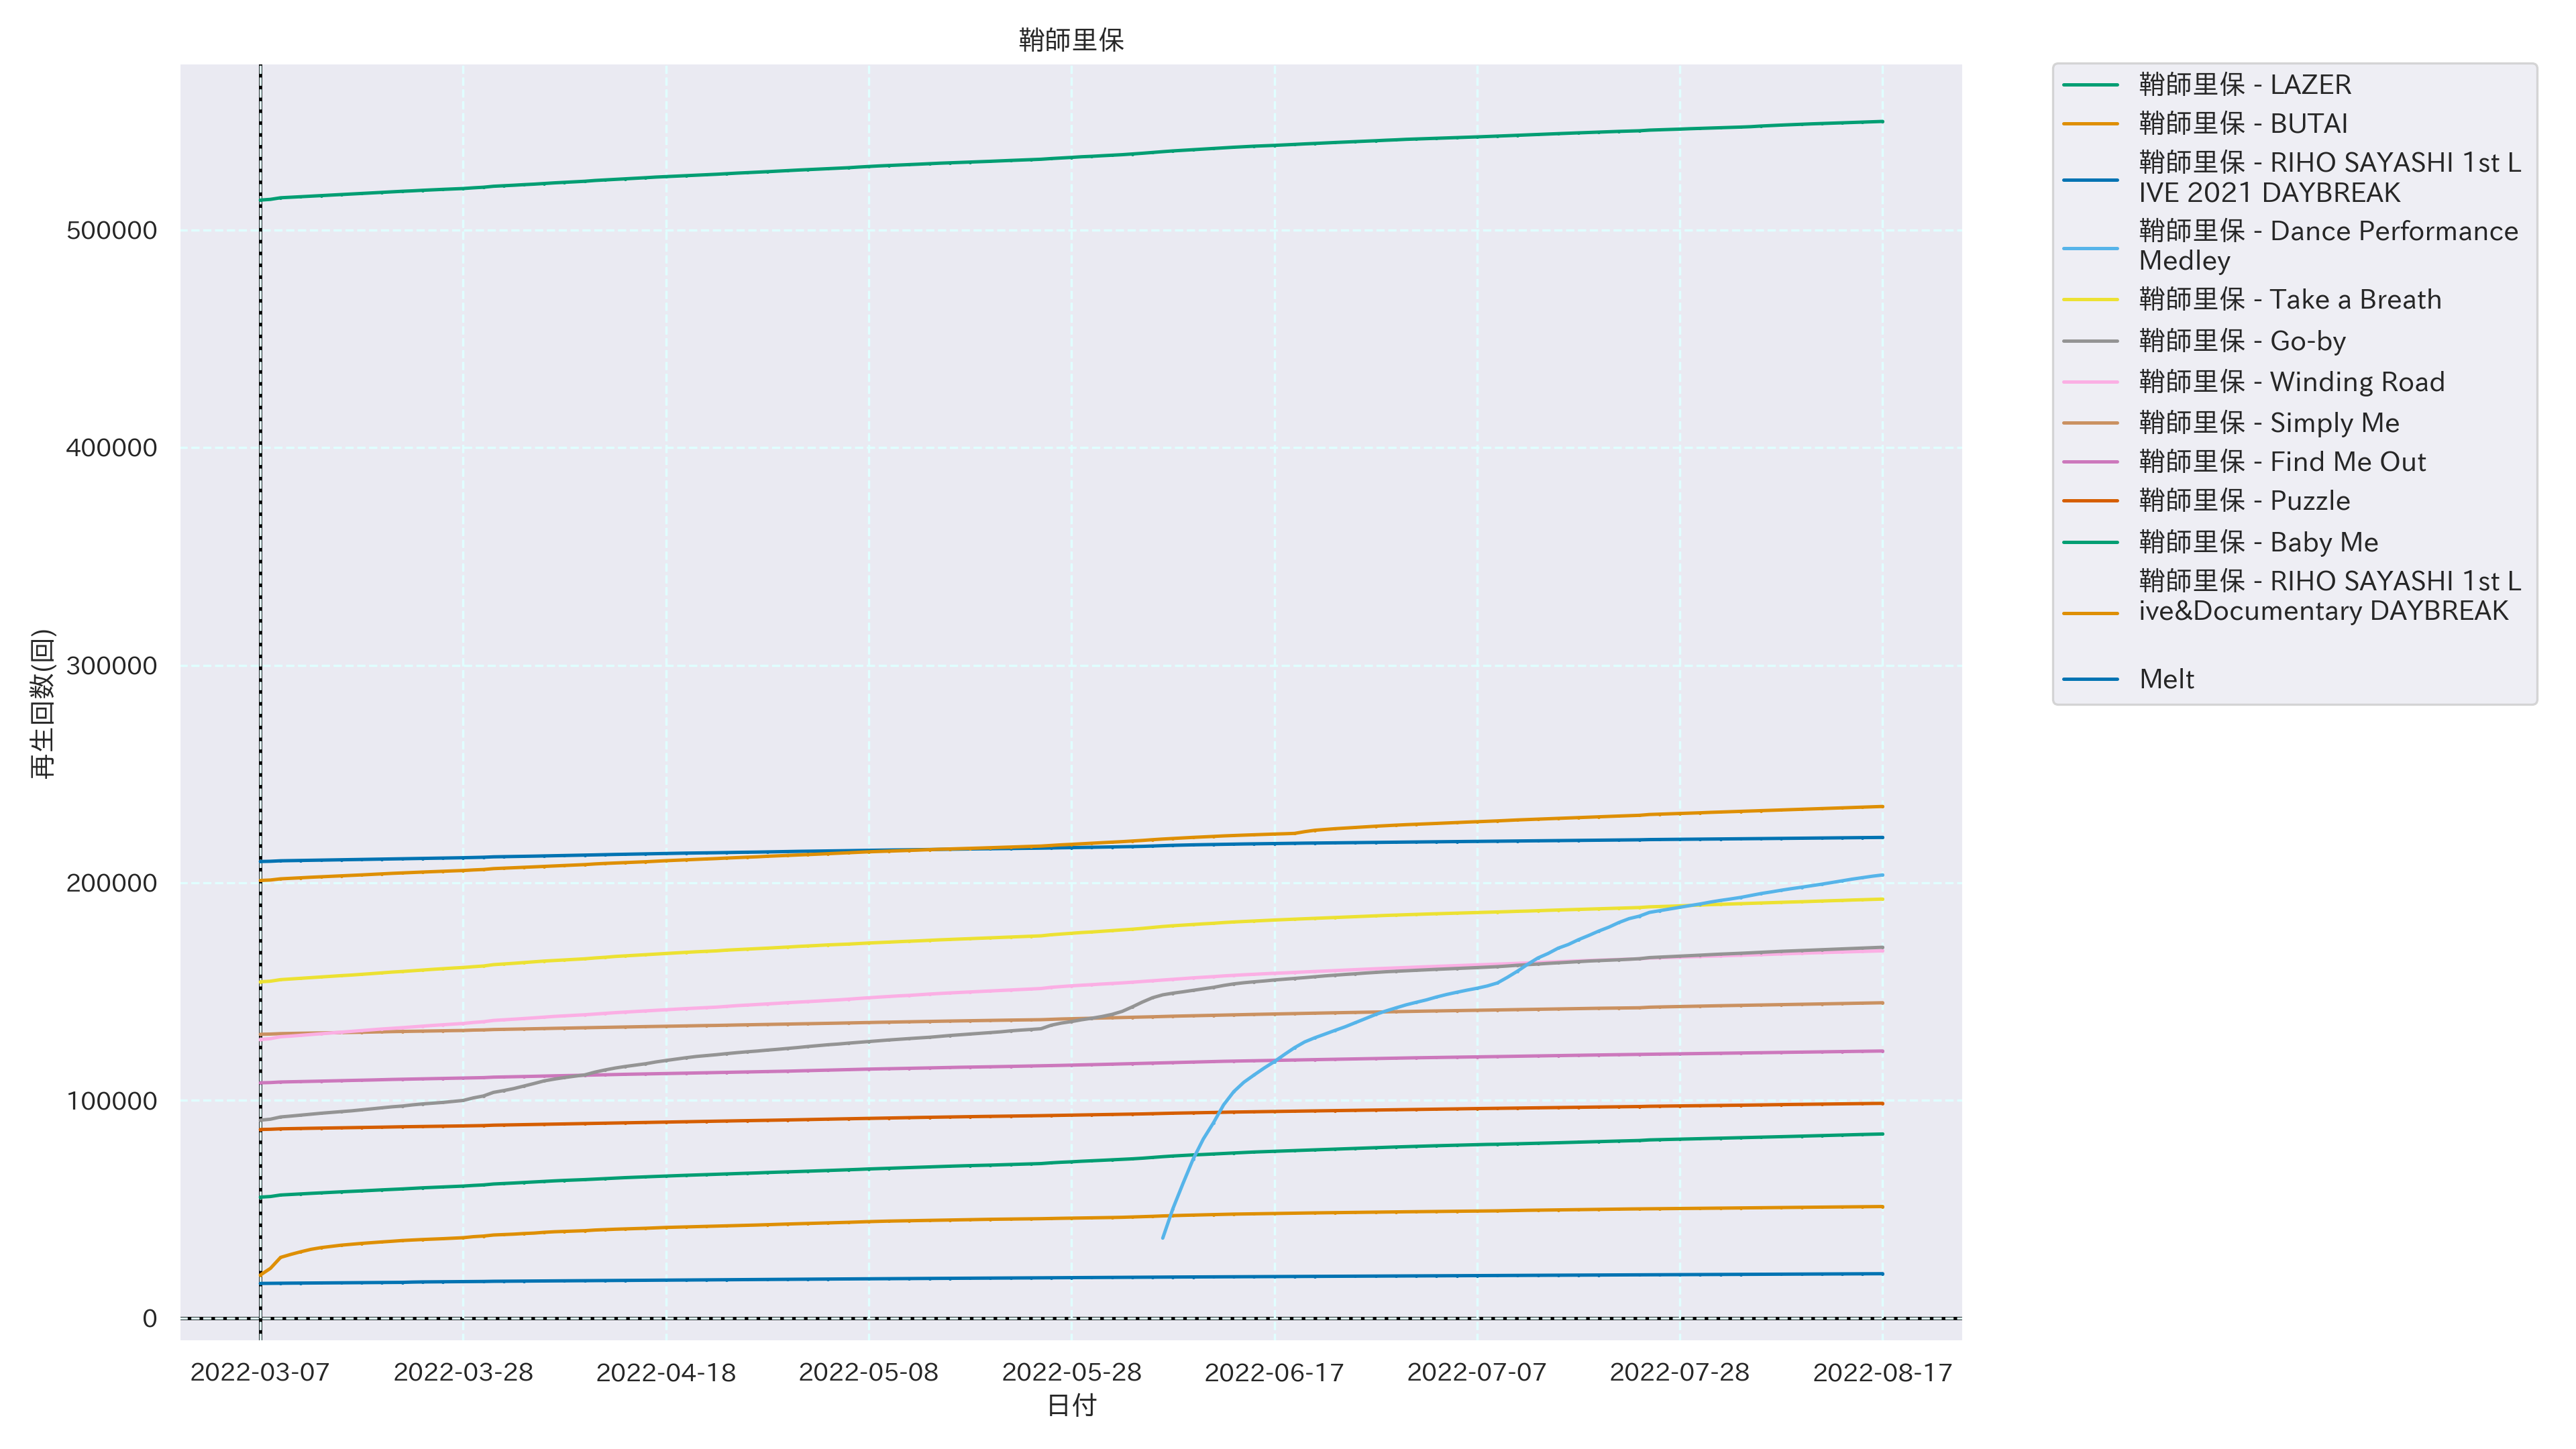 鞘師里保
再生回数(回)
500000
400000
300000
200000
100000
0
2022-03-07
2022-03-28
2022-04-18
2022-05-08
2022-05-28
2022-06-17
2022-07-07
2022-07-28
2022-08-17
日付
鞘師里保 - LAZER
鞘師里保 - BUTAI
鞘師里保 - RIHO SAYASHI 1st L
IVE 2021 DAYBREAK
鞘師里保 - Dance Performance
Medley
鞘師里保 - Take a Breath
鞘師里保 - Go-by
鞘師里保 - Winding Road
鞘師里保 - Simply Me
鞘師里保 - Find Me Out
鞘師里保 - Puzzle
鞘師里保 - Baby Me
鞘師里保 - RIHO SAYASHI 1st L
ive&Documentary DAYBREAK
Melt